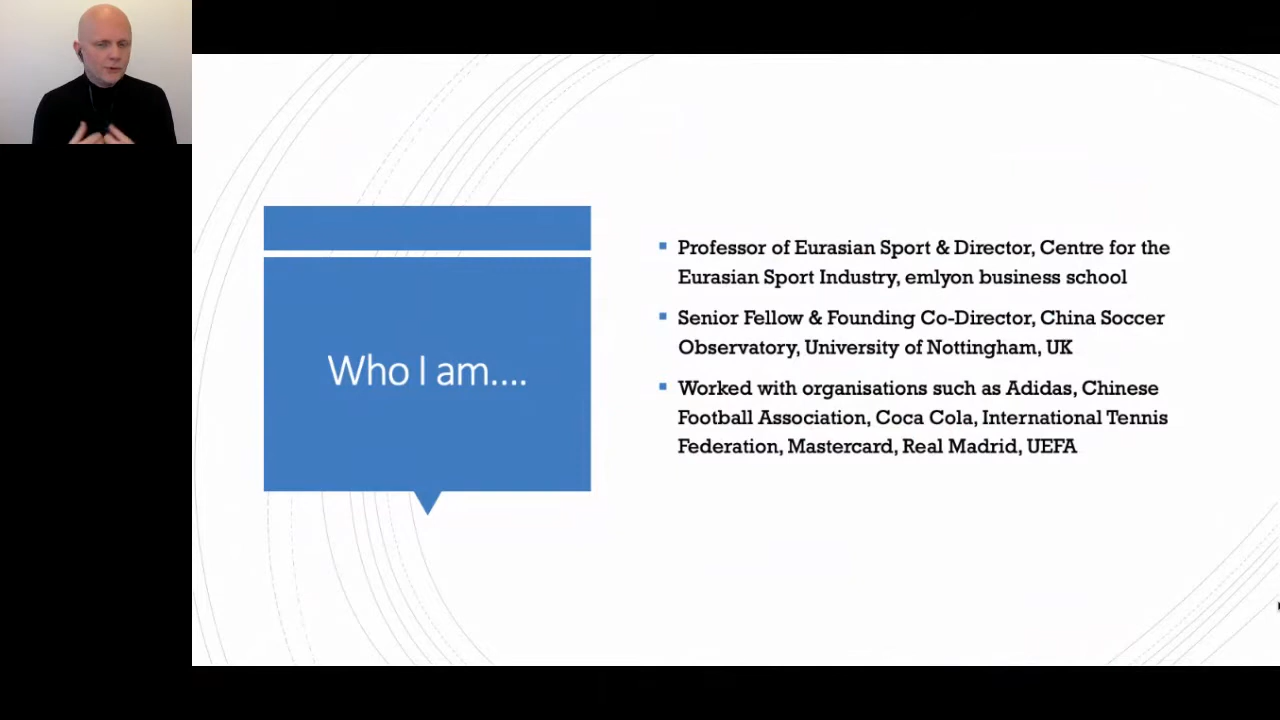 Who I am....
Professor of Eurasian Sport & Director, Centre for the
Eurasian Sport Industry, emlyon business school
Senior Fellow & Founding Co-Director, China Soccer
Observatory, University of Nottingham, UK
Worked with organisations such as Adidas, Chinese
Football Association, Coca Cola, International Tennis
Federation, Mastercard, Real Madrid, UEFA